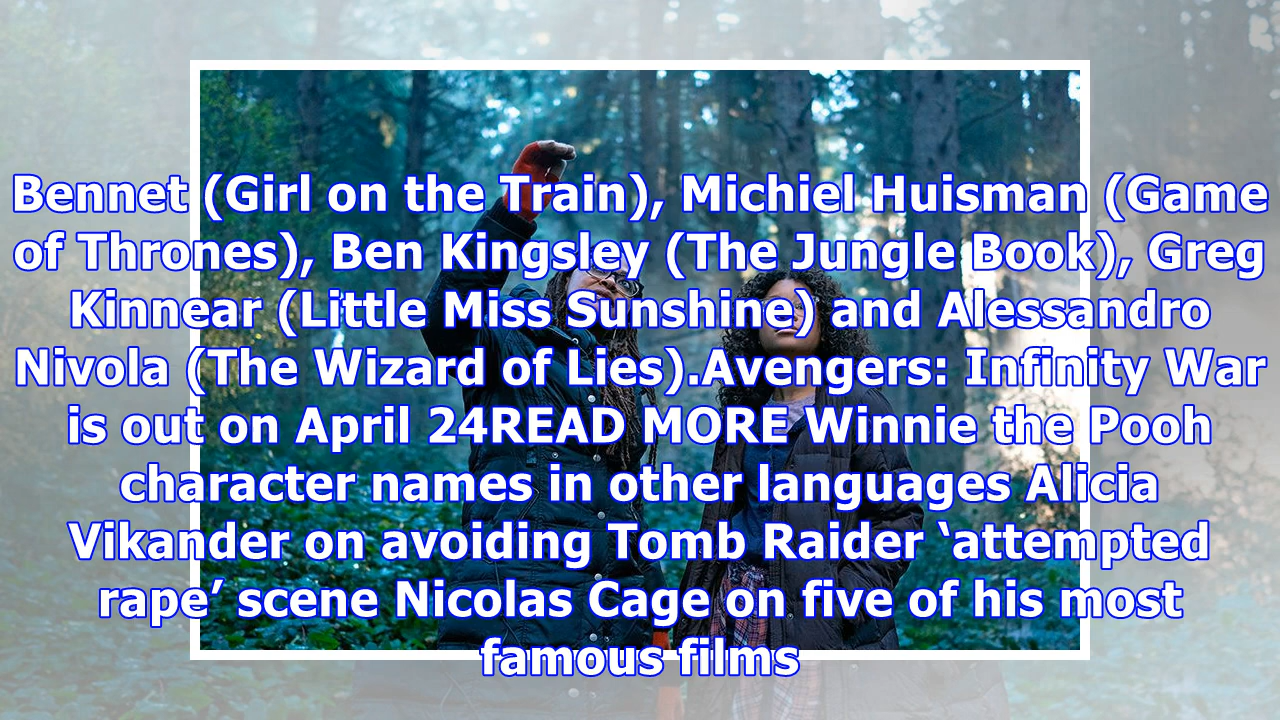 Bennet (Girl on the Train), Michiel Huisman (Game
of Thrones), Ben Kingsley (The Jungle Book), Greg
Kinnear (Little Miss Sunshine) and Alessandro
Nivola (The Wizard of Lies).Avengers: Infinity War
is out on April 24READ MORE Winnie the Pooh
character names in other languages Alicia
Vikander on avoiding Tomb Raider ‘attempted
rape’ scene Nicolas Cage on five of his most
famous films